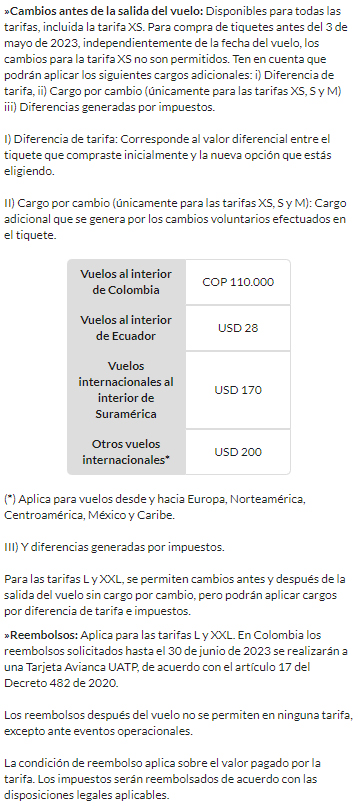 »Cambios antes de la salida del vuelo: Disponibles para todas las
tarifas, incluida la tarifa XS. Para compra de tiquetes antes del 3 de
mayo de 2023, independientemente de la fecha del vuelo, los
cambios para la tarifa XS no son permitidos. Ten en cuenta que
podrán aplicar los siguientes cargos adicionales: i) Diferencia de
tarifa, ii) Cargo por cambio (únicamente para las tarifas XS, S y M)
iii) Diferencias generadas por impuestos.
I) Diferencia de tarifa: Corresponde al valor diferencial entre el
tiquete que compraste inicialmente y la nueva opción que estás
eligiendo.
II) Cargo por cambio (únicamente para las tarifas XS, S y M): Cargo
adicional que se genera por los cambios voluntarios efectuados en
el tiquete.
Vuelos al interior
de Colombia
COP 110.000
Vuelos al interior
de Ecuador
USD 28
Vuelos
internacionales al
interior de
Suramérica
USD 170
Otros vuelos
internacionales*
USD 200
(*) Aplica para vuelos desde y hacia Europa, Norteamérica,
Centroamérica, México y Caribe.
III) Y diferencias generadas por impuestos.
Para las tarifas L y XXL, se permiten cambios antes y después de la
salida del vuelo sin cargo por cambio, pero podrán aplicar cargos
por diferencia de tarifa e impuestos.
»Reembolsos: Aplica para las tarifas L y XXL. En Colombia los
reembolsos solicitados hasta el 30 de junio de 2023 se realizarán a
una Tarjeta Avianca UATP, de acuerdo con el artículo 17 del
Decreto 482 de 2020.
Los reembolsos después del vuelo no se permiten en ninguna tarifa,
excepto ante eventos operacionales.
La condición de reembolso aplica sobre el valor pagado por la
tarifa. Los impuestos serán reembolsados de acuerdo con las
disposiciones legales aplicables.